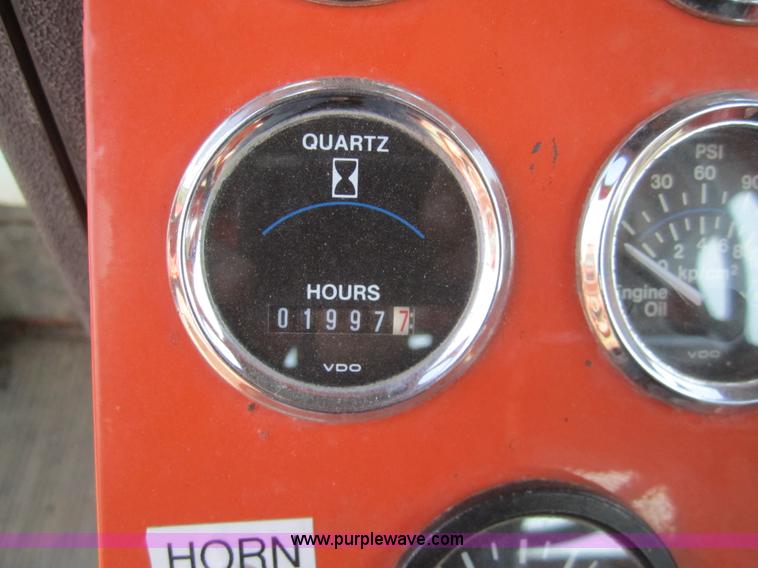 QUARTZ
HOURS
019977
VDO
PSI
30 60 90
0 2 4 6 8
kp/cm²
Engine
Oil
VDO
HORN
www.purplewave.com